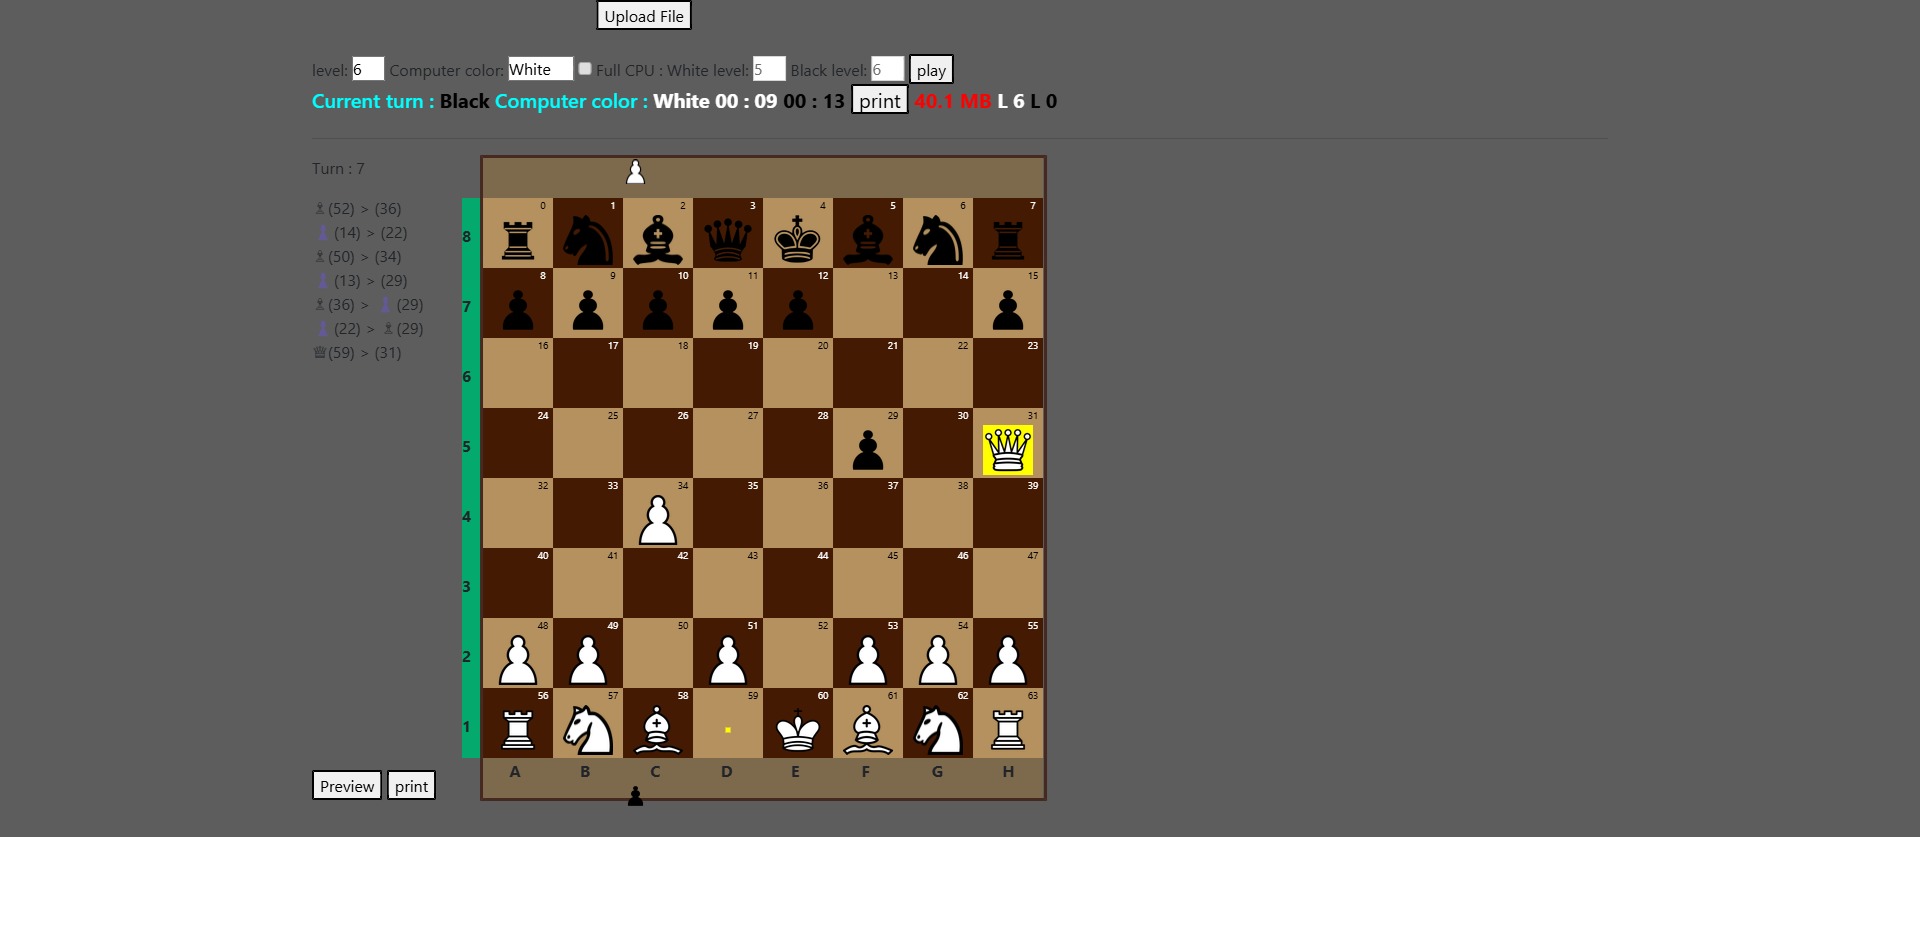 Upload File
level: 6 Computer color: White Full CPU : White level: 5 Black level: 6 play
Current turn : Black Computer color : White 00 : 09 00 : 13 print 40.1 MB L 6 L 0
Turn : 7
♗(52) > (36)
♝(14) > (22)
♗(50) > (34)
♝(13) > (29)
♗(36) > ♝(29)
♝(22) > ♗(29)
♕(59) > (31)
8 0 1 2 3 4 5 6 7
7 8 9 10 11 12 13 14 15
6 16 17 18 19 20 21 22 23
5 24 25 26 27 28 29 30 31
4 32 33 34 35 36 37 38 39
3 40 41 42 43 44 45 46 47
2 48 49 50 51 52 53 54 55
1 56 57 58 59 60 61 62 63
A B C D E F G H
Preview print